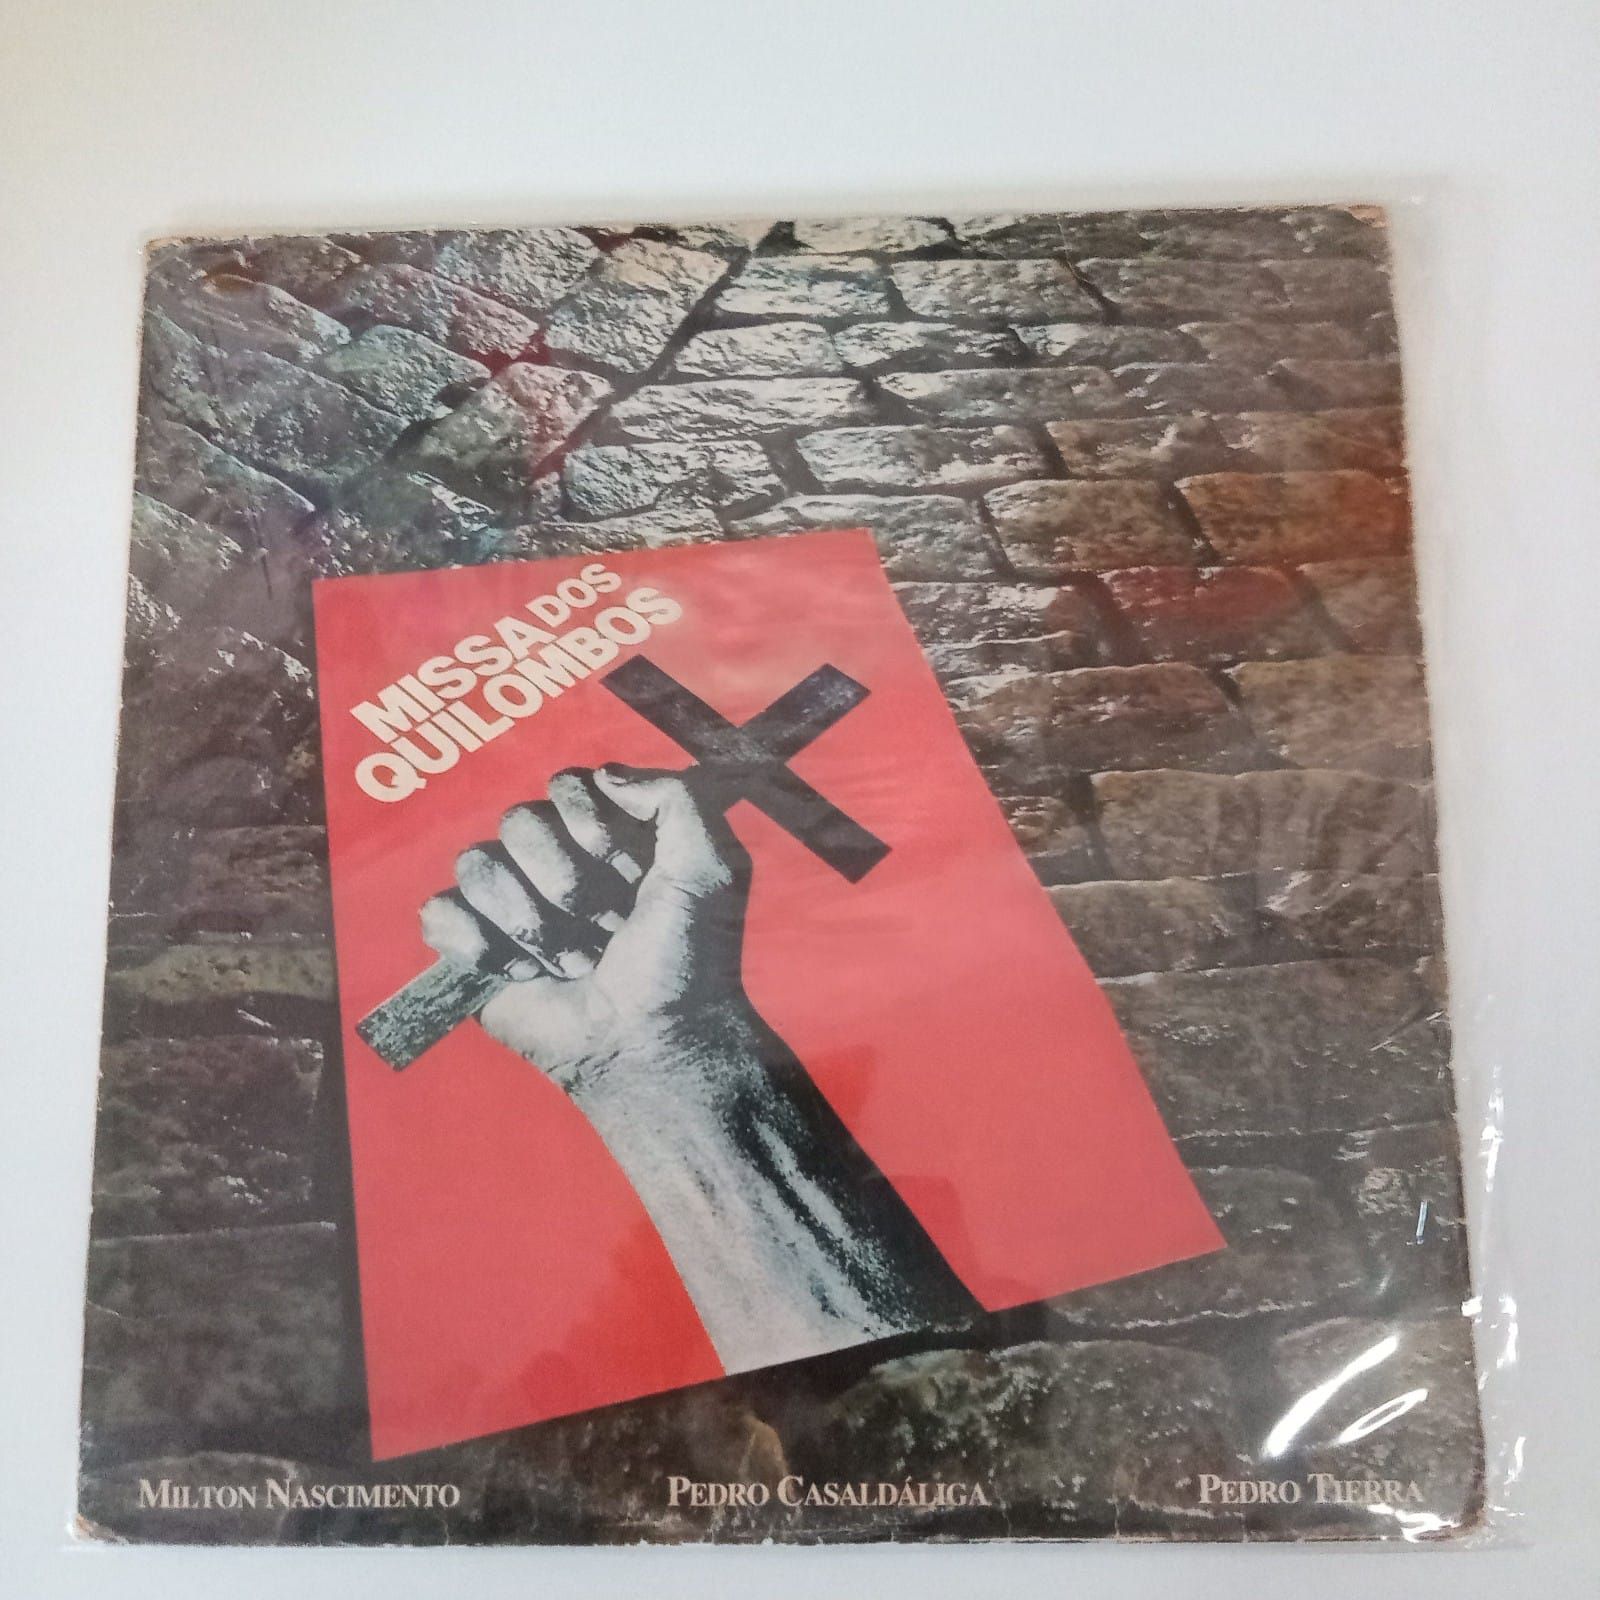 MISSA DOS
QUILOMBOS
MILTON NASCIMENTO
PEDRO CASALDÁLIGA
PEDRO TIERRA